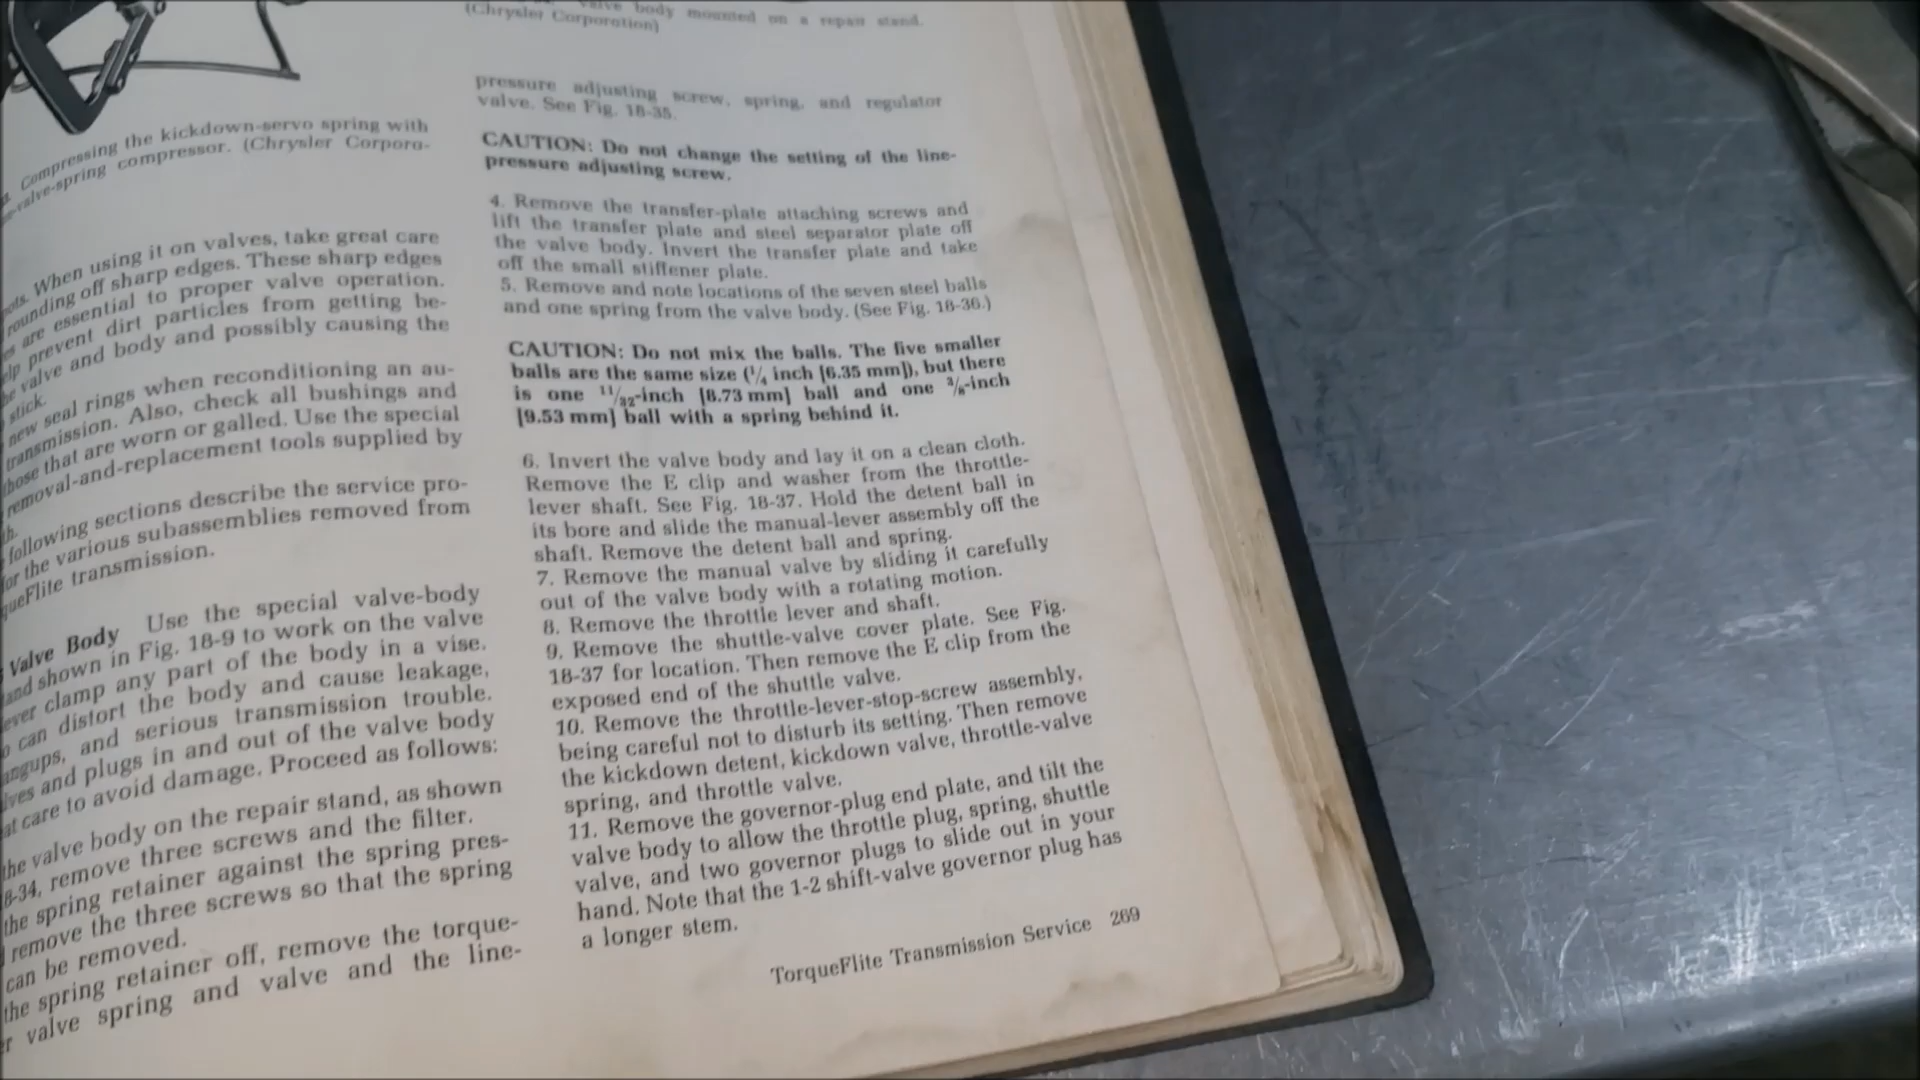 Compressing the kickdown-servo spring with
-valve-spring compressor. (Chrysler Corpora-
When using it on valves, take great care
rounding off sharp edges. These sharp edges
are essential to proper valve operation.
prevent dirt particles from getting be-
valve and body and possibly causing the
stick.
new seal rings when reconditioning an au-
transmission. Also, check all bushings and
those that are worn or galled. Use the special
removal-and-replacement tools supplied by
following sections describe the service pro-
for the various subassemblies removed from
queFlite transmission.
Valve Body Use the special valve-body
and shown in Fig. 18-9 to work on the valve
ever clamp any part of the body in a vise.
can distort the body and cause leakage,
angups, and serious transmission trouble.
lves and plugs in and out of the valve body
at care to avoid damage. Proceed as follows:
the valve body on the repair stand, as shown
8-34, remove three screws and the filter.
the spring retainer against the spring pres-
remove the three screws so that the spring
can be removed.
the spring retainer off, remove the torque-
r valve spring and valve and the line-
valve body mounted on a repair stand.
(Chrysler Corporation)
pressure adjusting screw, spring, and regulator
valve. See Fig. 18-35.
CAUTION: Do not change the setting of the line-
pressure adjusting screw.
4. Remove the transfer-plate attaching screws and
lift the transfer plate and steel separator plate off
the valve body. Invert the transfer plate and take
off the small stiffener plate.
5. Remove and note locations of the seven steel balls
and one spring from the valve body. (See Fig. 18-36.)
CAUTION: Do not mix the balls. The five smaller
balls are the same size (1/4 inch [6.35 mm]), but there
is one 11/32-inch [8.73 mm] ball and one 3/8-inch
[9.53 mm] ball with a spring behind it.
6. Invert the valve body and lay it on a clean cloth.
Remove the E clip and washer from the throttle-
lever shaft. See Fig. 18-37. Hold the detent ball in
its bore and slide the manual-lever assembly off the
shaft. Remove the detent ball and spring.
7. Remove the manual valve by sliding it carefully
out of the valve body with a rotating motion.
8. Remove the throttle lever and shaft.
9. Remove the shuttle-valve cover plate. See Fig.
18-37 for location. Then remove the E clip from the
exposed end of the shuttle valve.
10. Remove the throttle-lever-stop-screw assembly,
being careful not to disturb its setting. Then remove
the kickdown detent, kickdown valve, throttle-valve
spring, and throttle valve.
11. Remove the governor-plug end plate, and tilt the
valve body to allow the throttle plug, spring, shuttle
valve, and two governor plugs to slide out in your
hand. Note that the 1-2 shift-valve governor plug has
a longer stem.
TorqueFlite Transmission Service 269